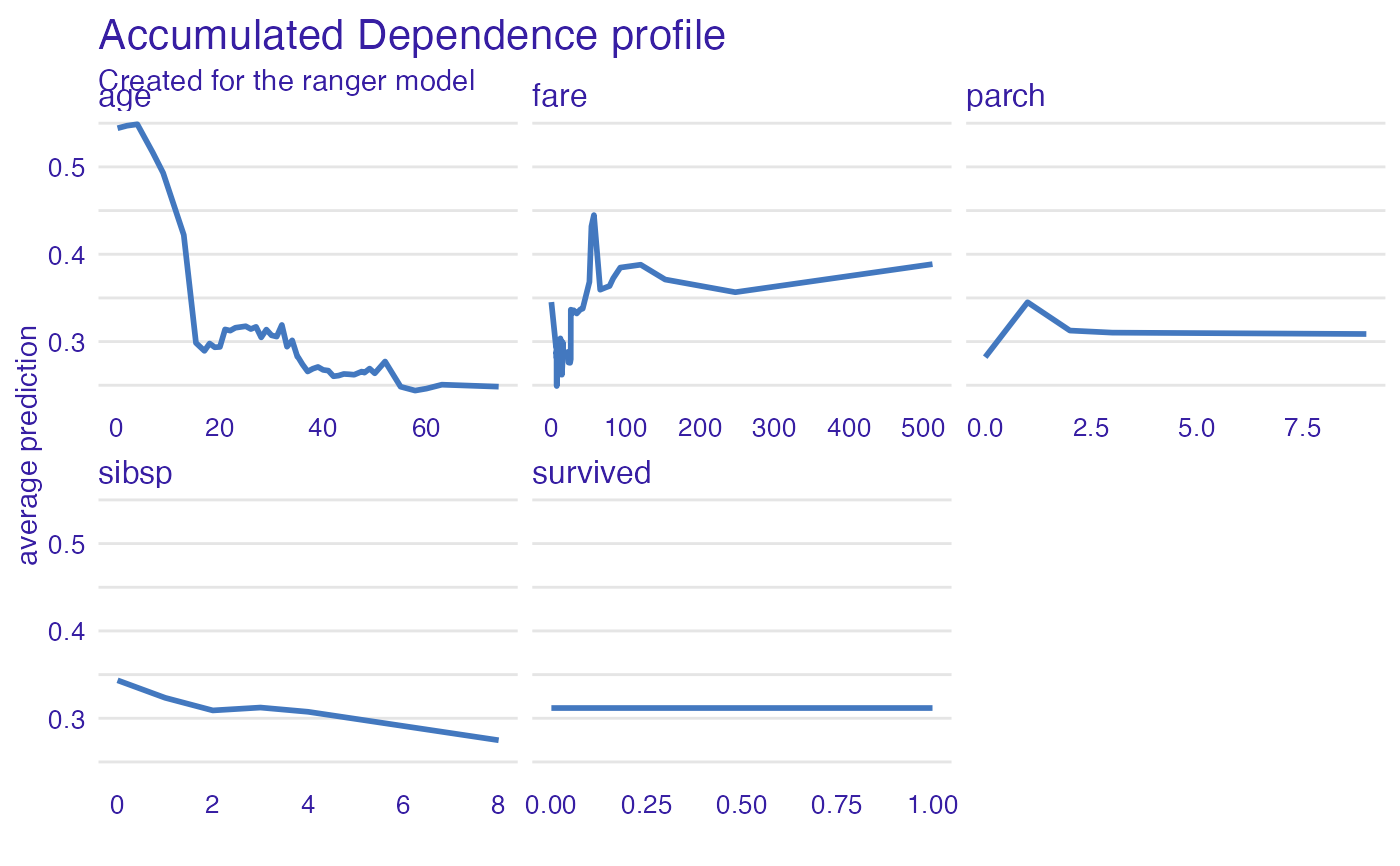 Accumulated Dependence profile
Created for the ranger model
age
fare
parch
average prediction
0.5
0.4
0.3
0 20 40 60
0 100 200 300 400 500
0.0 2.5 5.0 7.5
sibsp
survived
0.5
0.4
0.3
0 2 4 6 8
0.00 0.25 0.50 0.75 1.00